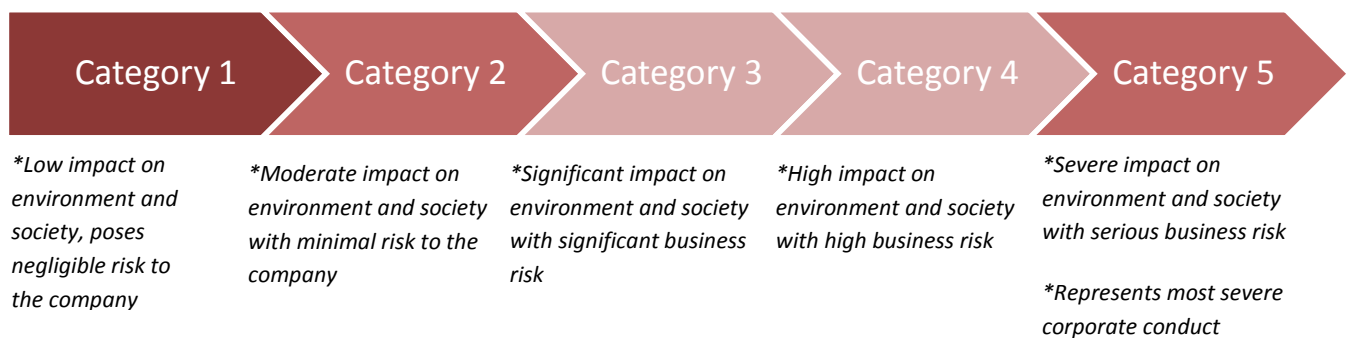 Category 1
Category 2
Category 3
Category 4
Category 5
*Low impact on
environment and
society, poses
negligible risk to
the company
*Moderate impact on
environment and society
with minimal risk to the
company
*Significant impact on
environment and society
with significant business
risk
*High impact on
environment and society
with high business risk
*Severe impact on
environment and society
with serious business risk
*Represents most severe
corporate conduct